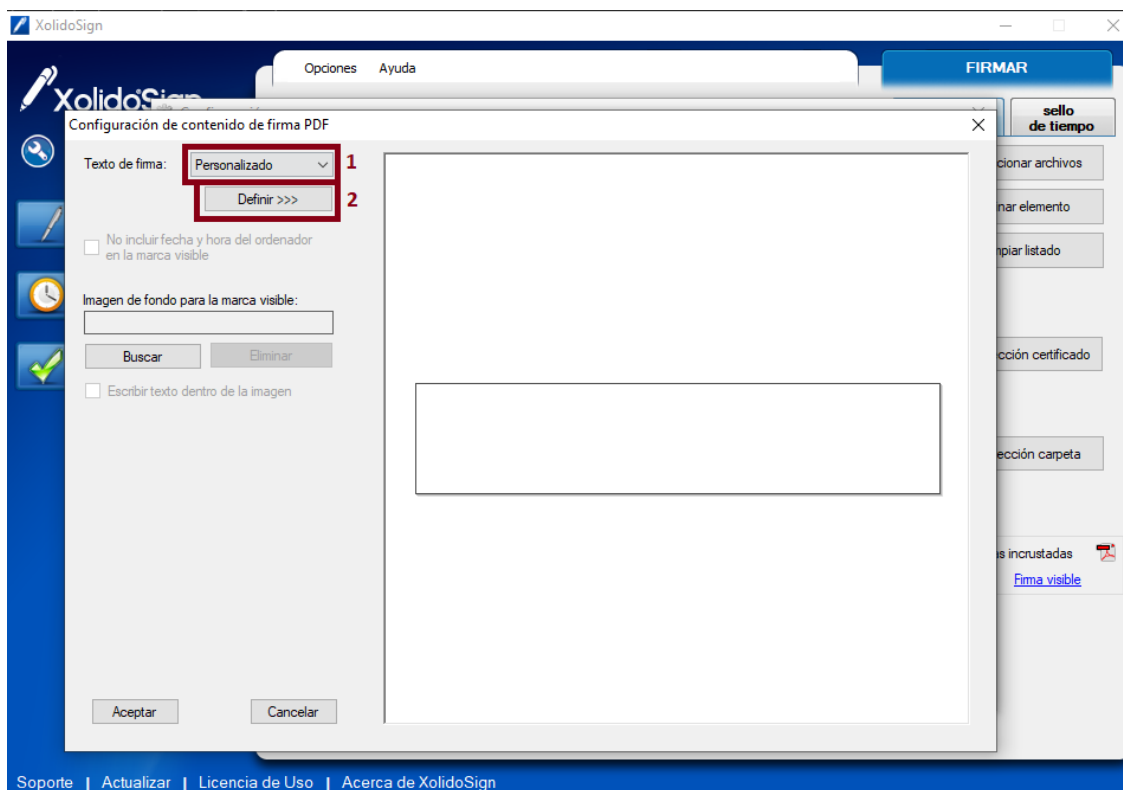 XolidoSign
Opciones Ayuda
FIRMAR
XolidoSign
Configuración de contenido de firma PDF
sello
de tiempo
Texto de firma: Personalizado 1
Definir >>> 2
cionar archivos
nar elemento
No incluir fecha y hora del ordenador
en la marca visible
mpiar listado
Imagen de fondo para la marca visible:
Buscar Eliminar
cción certificado
Escribir texto dentro de la imagen
ección carpeta
s incrustadas
Firma visible
Aceptar Cancelar
Soporte | Actualizar | Licencia de Uso | Acerca de XolidoSign